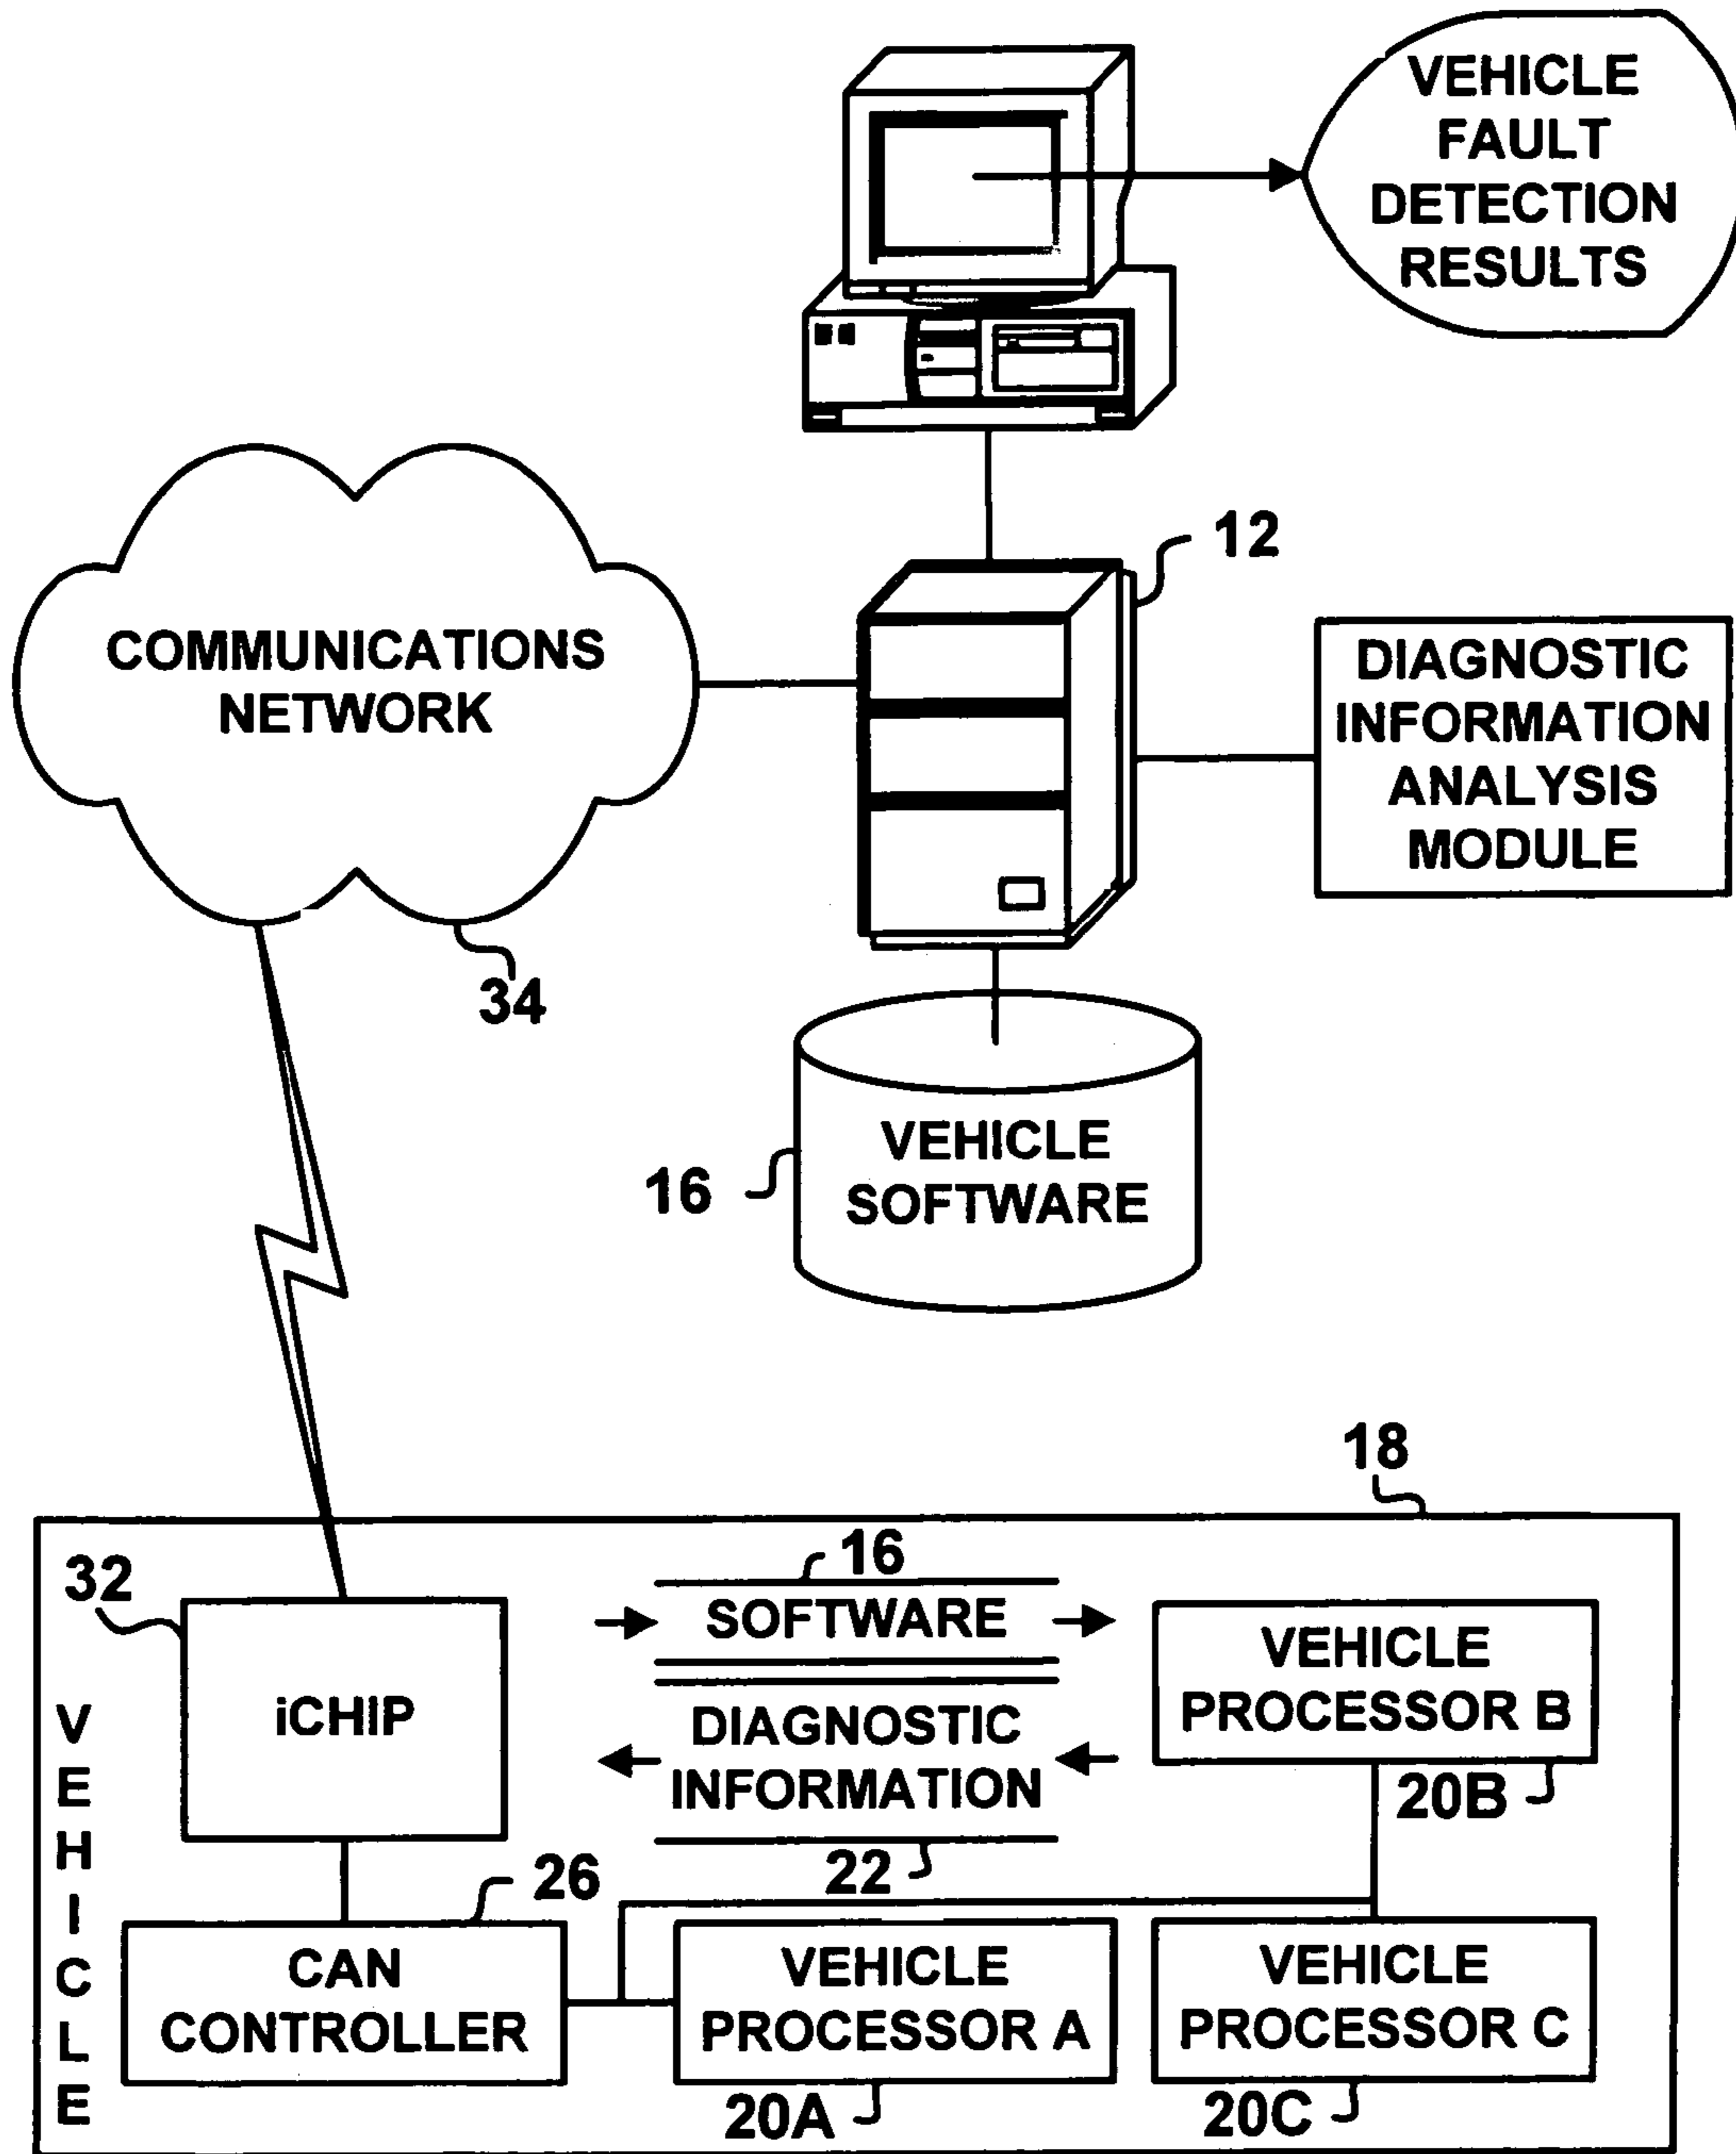 VEHICLE
FAULT
DETECTION
RESULTS
12
COMMUNICATIONS
NETWORK
34
DIAGNOSTIC
INFORMATION
ANALYSIS
MODULE
VEHICLE
SOFTWARE
16
18
VEHICLE
32
iCHIP
16
SOFTWARE
DIAGNOSTIC
INFORMATION
22
VEHICLE
PROCESSOR B
20B
26
CAN
CONTROLLER
VEHICLE
PROCESSOR A
20A
VEHICLE
PROCESSOR C
20C